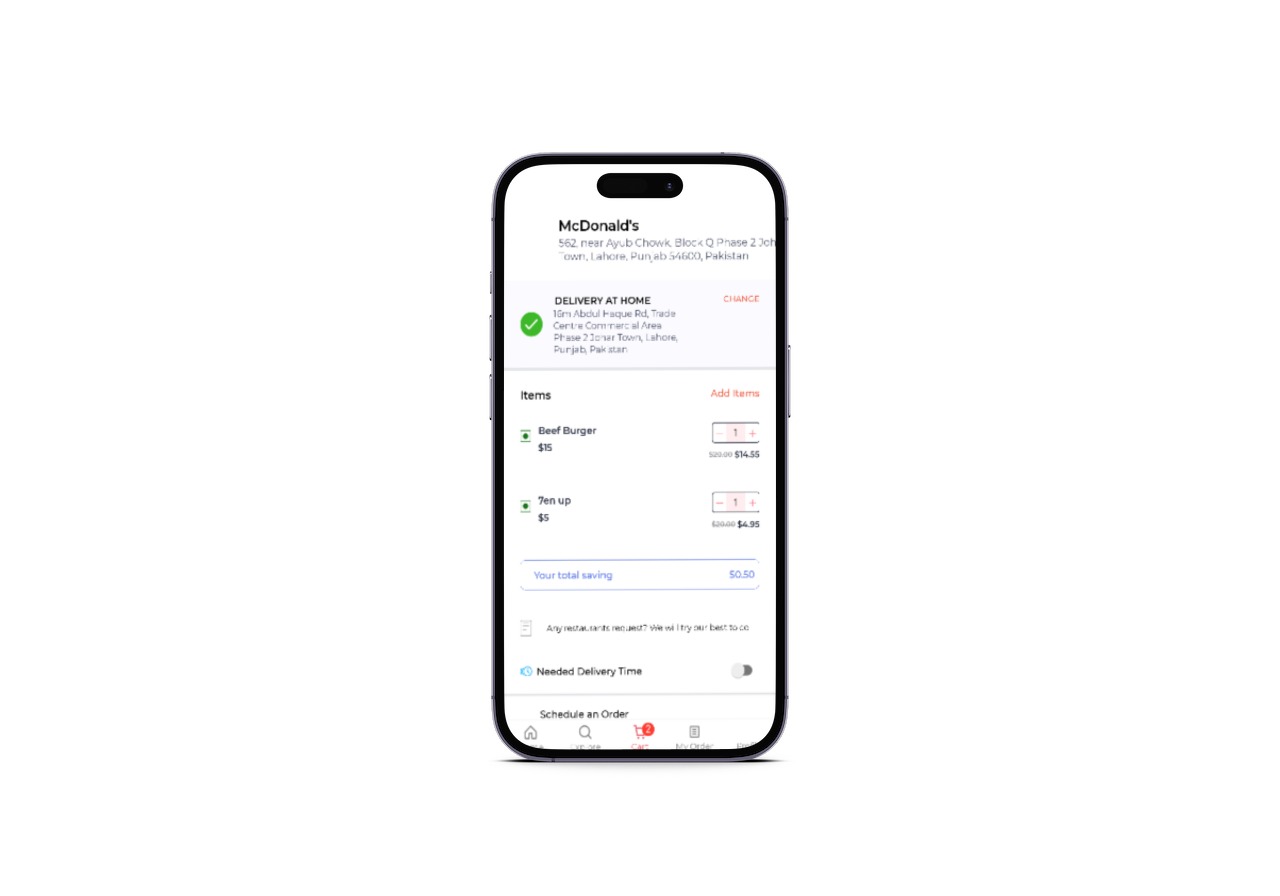 McDonald's
562, near Ayub Chowk, Block Q Phase 2 Joh
Town, Lahore, Punjab 54600, Pakistan
DELIVERY AT HOME
CHANGE
16m Abdul Haque Rd, Trade
Centre Commercial Area
Phase 2 Johar Town, Lahore,
Punjab, Pakistan
Items
Add Items
Beef Burger
− 1 +
$15
$20.00 $14.55
7en up
− 1 +
$5
$20.00 $4.95
Your total saving $0.50
Any restaurants request? We will try our best to co
Needed Delivery Time
Schedule an Order
2
Explore Cart My Order